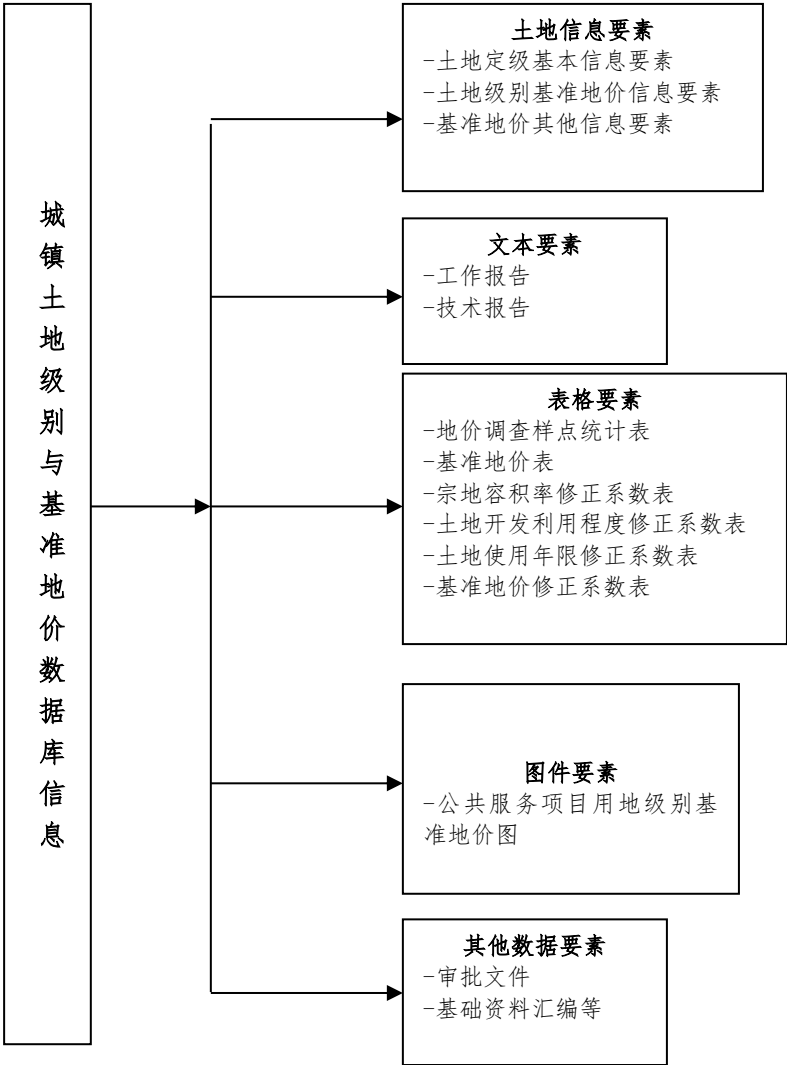 城镇土地级别与基准地价数据库信息
土地信息要素
-土地定级基本信息要素
-土地级别基准地价信息要素
-基准地价其他信息要素
文本要素
-工作报告
-技术报告
表格要素
-地价调查样点统计表
-基准地价表
-宗地容积率修正系数表
-土地开发利用程度修正系数表
-土地使用年限修正系数表
-基准地价修正系数表
图件要素
-公共服务项目用地级别基
准地价图
其他数据要素
-审批文件
-基础资料汇编等